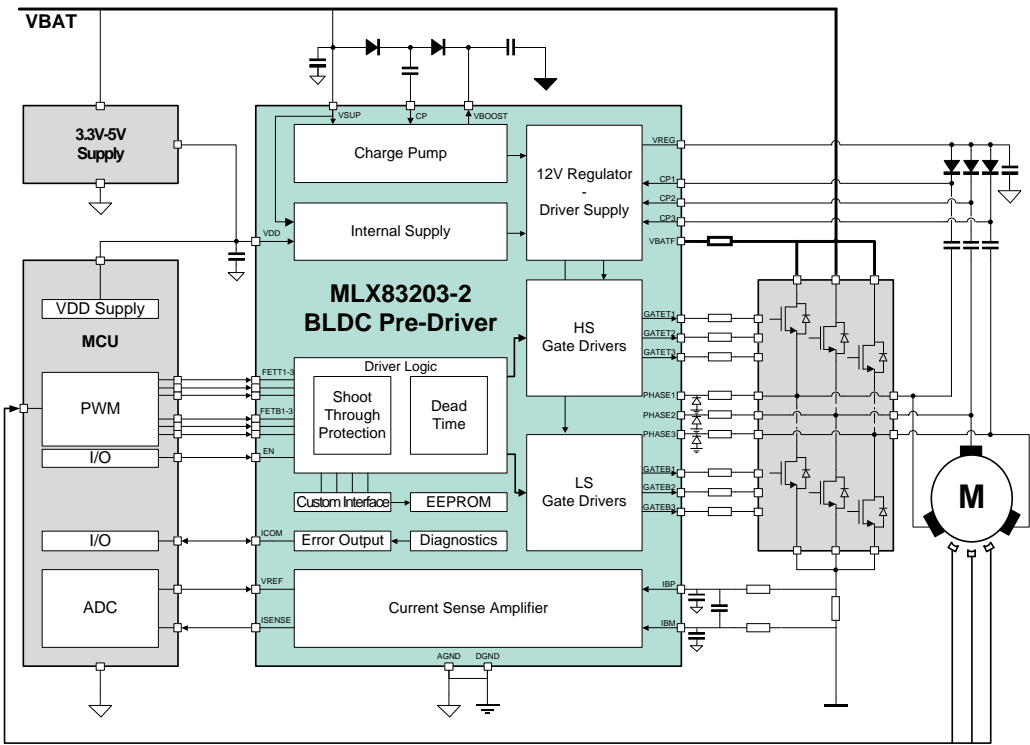 VBAT
3.3V-5V
Supply
VSUP
CP
VBOOST
Charge Pump
12V Regulator
-
Driver Supply
VREG
CP1
CP2
CP3
VBATF
Internal Supply
VDD
VDD Supply
MCU
MLX83203-2
BLDC Pre-Driver
HS
Gate Drivers
GATET1
GATET2
GATET3
Driver Logic
Shoot
Through
Protection
Dead
Time
FETT1-3
FETB1-3
EN
PWM
I/O
PHASE1
PHASE2
PHASE3
LS
Gate Drivers
GATEB1
GATEB2
GATEB3
M
Custom Interface
EEPROM
I/O
ICOM
Error Output
Diagnostics
ADC
VREF
ISENSE
Current Sense Amplifier
IBP
IBM
AGND
DGND